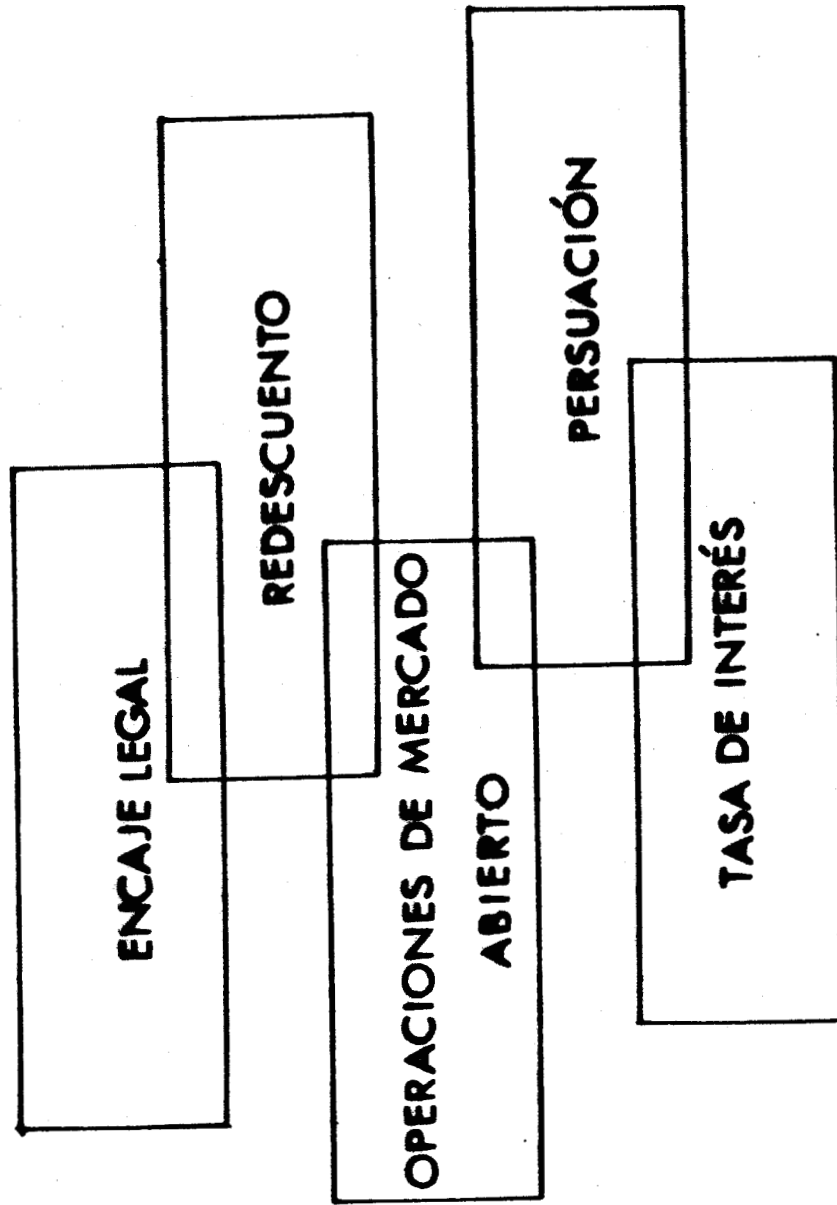 ENCAJE LEGAL
REDESCUENTO
OPERACIONES DE MERCADO
ABIERTO
PERSUACIÓN
TASA DE INTERÉS